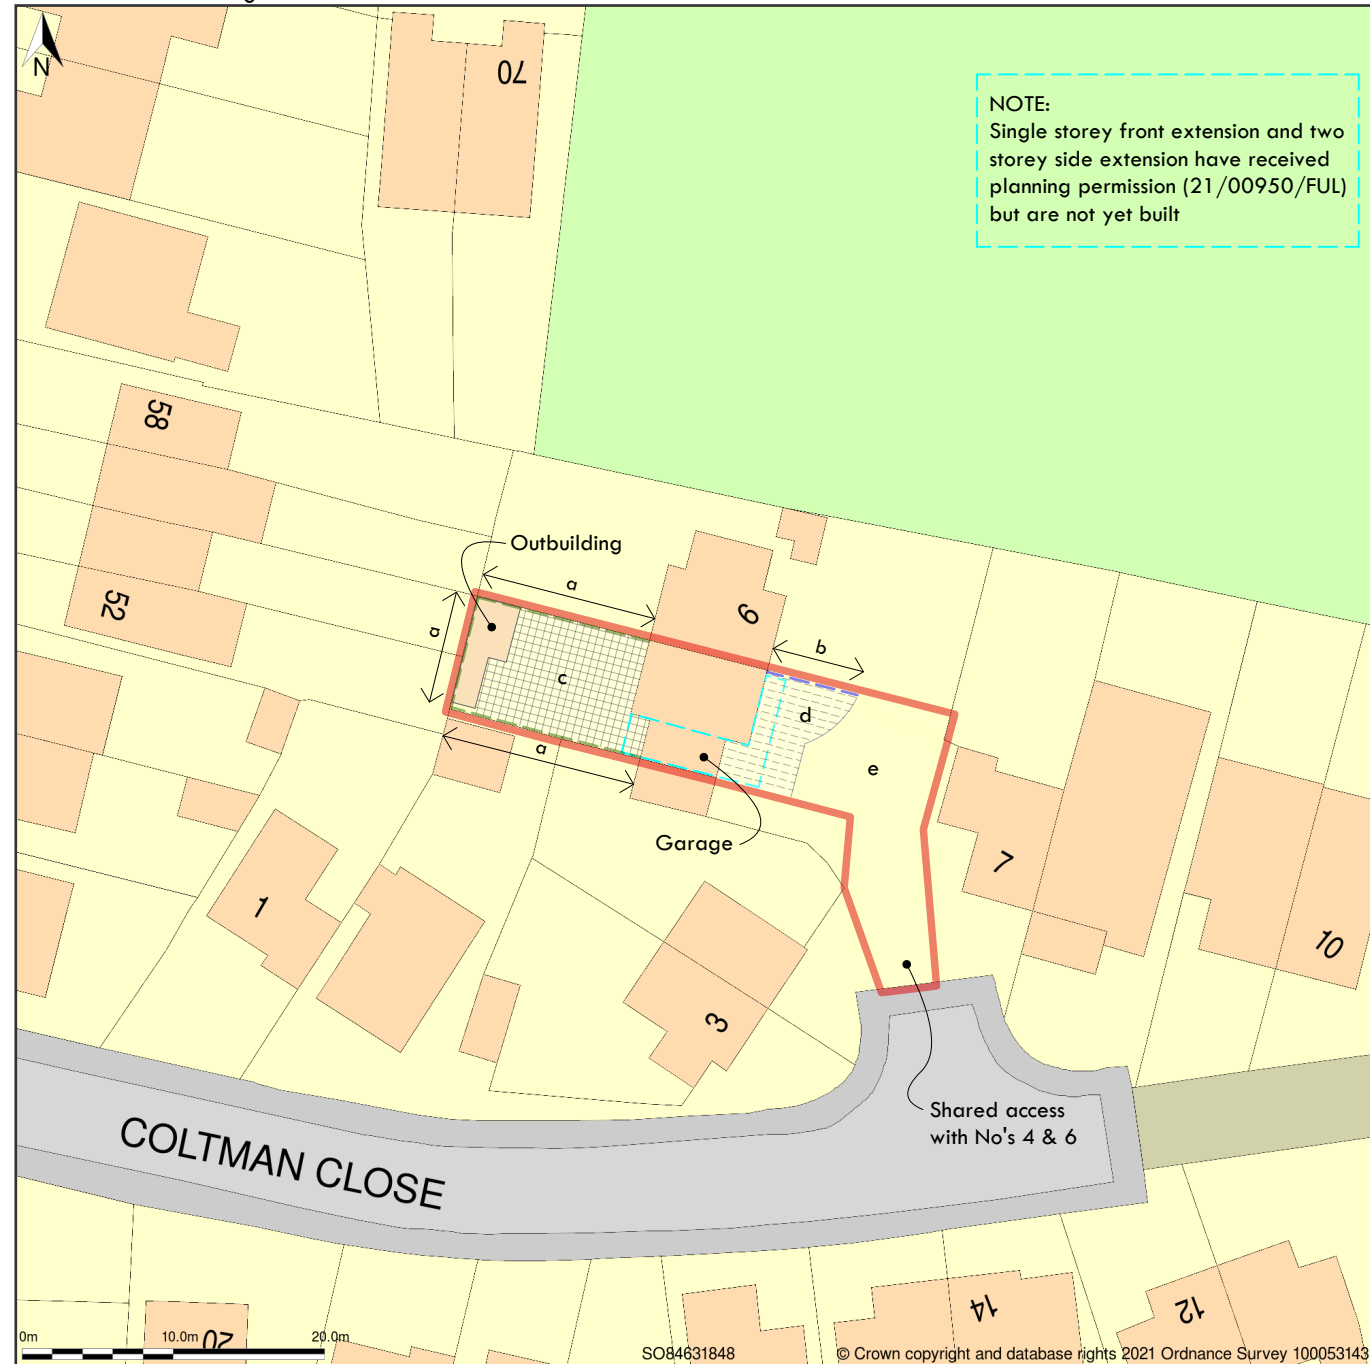 N
70
NOTE:
Single storey front extension and two
storey side extension have received
planning permission (21/00950/FUL)
but are not yet built
58
Outbuilding
a
52
a
6
b
c
d
a
e
Garage
7
1
10
3
Shared access
with No's 4 & 6
COLTMAN CLOSE
14
12
20
0m
10.0m
20.0m
SO84631848
© Crown copyright and database rights 2021 Ordnance Survey 100053143